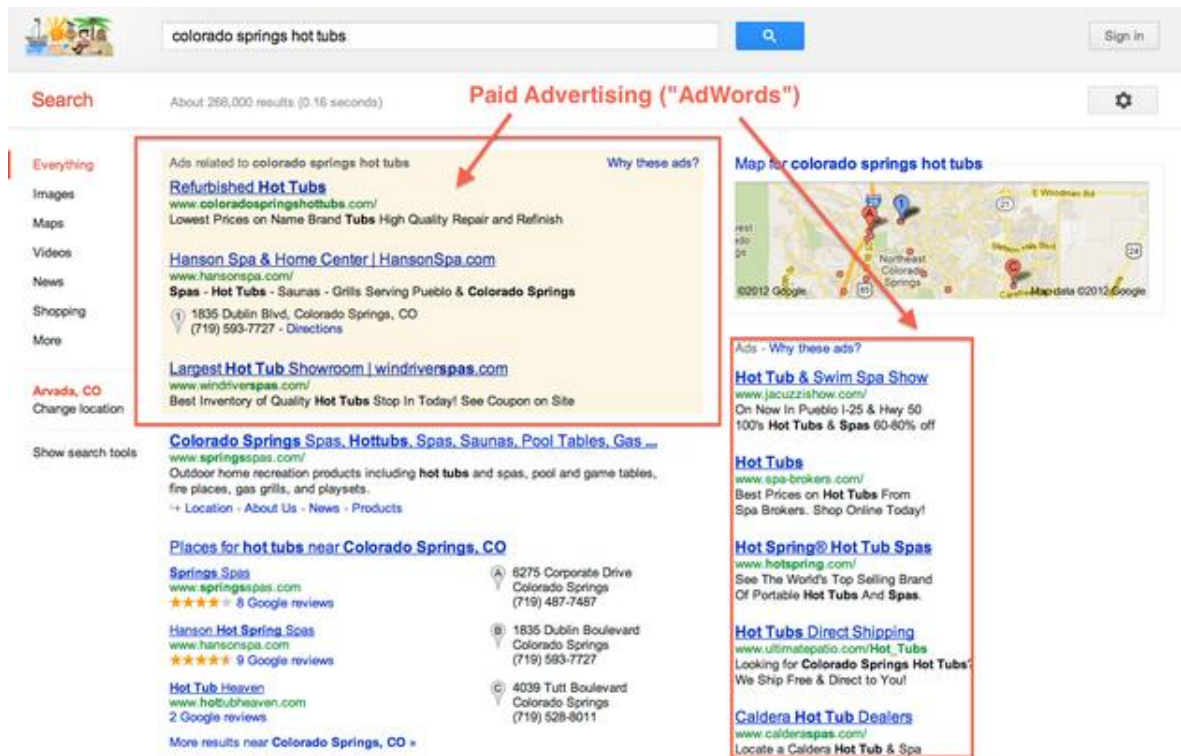 colorado springs hot tubs
Sign in
Search
About 266,000 results (0.16 seconds)
Paid Advertising ("AdWords")
Everything
Images
Maps
Videos
News
Shopping
More
Arvada, CO
Change location
Show search tools
Ads related to colorado springs hot tubs
Why these ads?
Refurbished Hot Tubs
www.coloradospringshottubs.com/
Lowest Prices on Name Brand Tubs High Quality Repair and Refinish
Hanson Spa & Home Center | HansonSpa.com
www.hansonspa.com/
Spas - Hot Tubs - Saunas - Grills Serving Pueblo & Colorado Springs
1 1835 Dublin Blvd, Colorado Springs, CO
(719) 593-7727 - Directions
Largest Hot Tub Showroom | windriverspas.com
www.windriverspas.com/
Best Inventory of Quality Hot Tubs Stop In Today! See Coupon on Site
Colorado Springs Spas, Hottubs, Spas, Saunas, Pool Tables, Gas ...
www.springsspas.com/
Outdoor home recreation products including hot tubs and spas, pool and game tables,
fire places, gas grills, and playsets.
Location - About Us - News - Products
Places for hot tubs near Colorado Springs, CO
Springs Spas
www.springsspas.com
8 Google reviews
A 6275 Corporate Drive
Colorado Springs
(719) 487-7487
Hanson Hot Spring Spas
www.hansonspa.com
9 Google reviews
B 1835 Dublin Boulevard
Colorado Springs
(719) 593-7727
Hot Tub Heaven
www.hottubheaven.com
2 Google reviews
C 4039 Tutt Boulevard
Colorado Springs
(719) 528-8011
More results near Colorado Springs, CO »
Map for colorado springs hot tubs
E Woodmen Rd
25
21
A
1
24
C
Northeast
Colorado
Springs
©2012 Google
Map data ©2012 Google
Ads - Why these ads?
Hot Tub & Swim Spa Show
www.jacuzzishow.com/
On Now In Pueblo I-25 & Hwy 50
100's Hot Tubs & Spas 60-80% off
Hot Tubs
www.spa-brokers.com/
Best Prices on Hot Tubs From
Spa Brokers. Shop Online Today!
Hot Spring® Hot Tub Spas
www.hotspring.com/
See The World's Top Selling Brand
Of Portable Hot Tubs And Spas.
Hot Tubs Direct Shipping
www.ultimatepatio.com/Hot_Tubs
Looking for Colorado Springs Hot Tubs?
We Ship Free & Direct to You!
Caldera Hot Tub Dealers
www.calderaspas.com/
Locate a Caldera Hot Tub & Spa